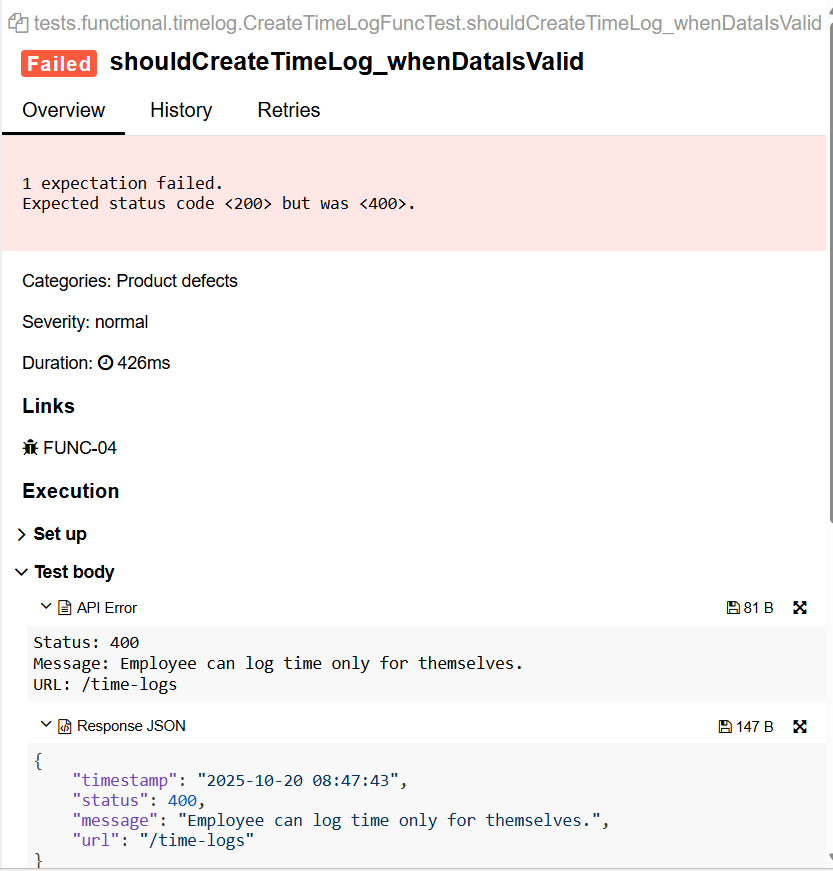 tests.functional.timelog.CreateTimeLogFuncTest.shouldCreateTimeLog_whenDataIsValid
Failed shouldCreateTimeLog_whenDataIsValid
Overview History Retries
1 expectation failed.
Expected status code <200> but was <400>.
Categories: Product defects
Severity: normal
Duration: 426ms
Links
FUNC-04
Execution
Set up
Test body
API Error 81 B
Status: 400
Message: Employee can log time only for themselves.
URL: /time-logs
Response JSON 147 B
{
    "timestamp": "2025-10-20 08:47:43",
    "status": 400,
    "message": "Employee can log time only for themselves.",
    "url": "/time-logs"
}